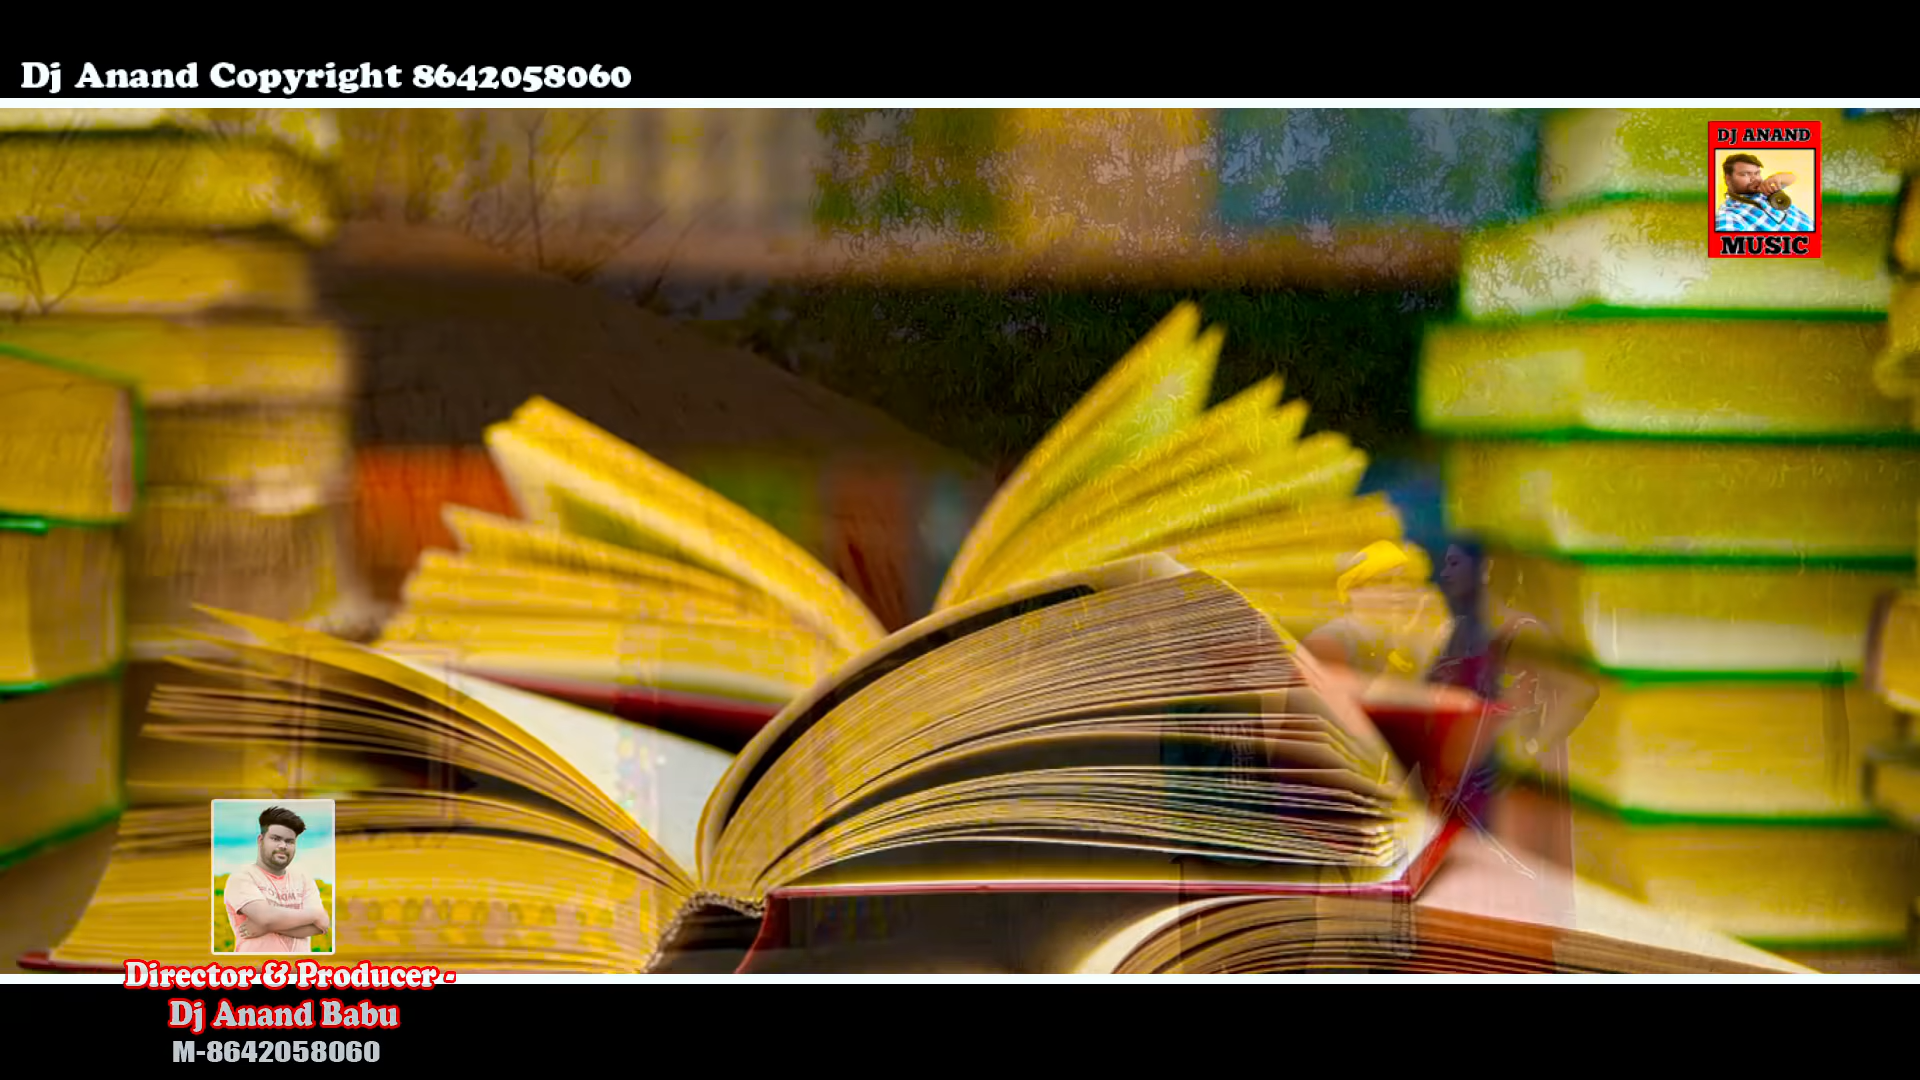 Dj Anand Copyright 8642058060
DJ ANAND
MUSIC
Director & Producer -
Dj Anand Babu
M-8642058060